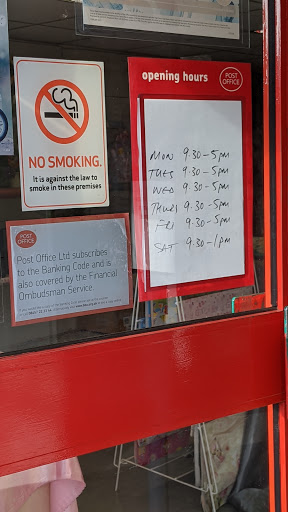 opening hours
POST
OFFICE
MON 9.30-5pm
TUES 9.30-5pm
WED 9.30-5pm
THURS 9.30-5pm
FRI 9.30-5pm
SAT 9.30-1pm
NO SMOKING.
It is against the law to
smoke in these premises
POST
OFFICE
Post Office Ltd subscribes
to the Banking Code and is
also covered by the Financial
Ombudsman Service.